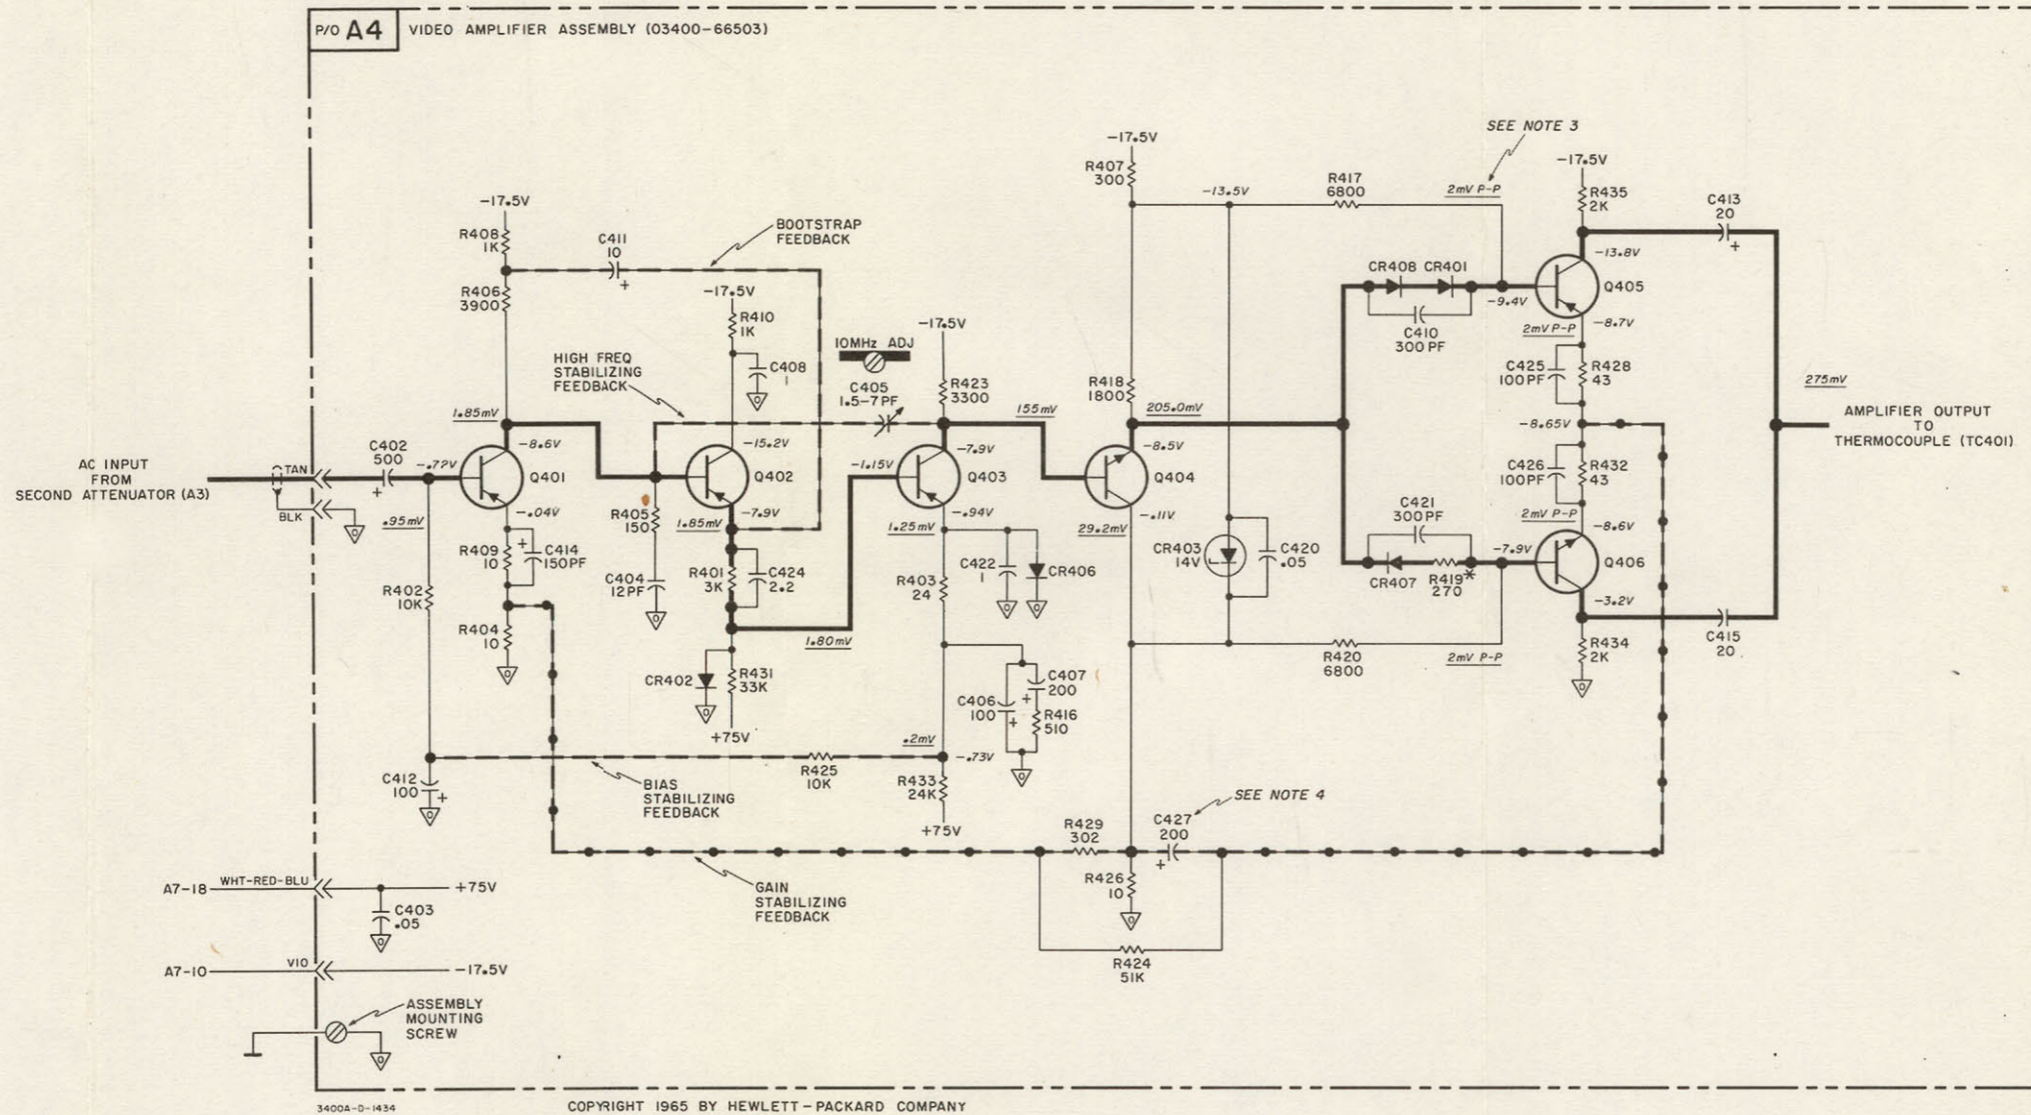 P/O A4 VIDEO AMPLIFIER ASSEMBLY (03400-66503)
SEE NOTE 3
-17.5V
R407
300
-13.5V
R417
6800
2mV P-P
-17.5V
R435
2K
C413
20
+
-17.5V
R408
1K
C411
10
+
BOOTSTRAP
FEEDBACK
R406
3900
-17.5V
R410
1K
C408
1
HIGH FREQ
STABILIZING
FEEDBACK
10MHz ADJ
C405
1.5-7PF
-17.5V
R423
3300
R418
1800
CR408 CR401
C410
300PF
-13.8V
Q405
-9.4V
-8.7V
2mV P-P
C425
100PF
R428
43
275mV
1.85mV
-8.6V
-15.2V
-7.9V
155mV
205.0mV
-8.5V
-8.65V
AMPLIFIER OUTPUT
TO
THERMOCOUPLE (TC401)
AC INPUT
FROM
SECOND ATTENUATOR (A3)
TAN
BLK
C402
500
+
-.72V
Q401
Q402
-1.15V
Q403
Q404
C426
100PF
R432
43
.95mV
-.04V
R405
150
1.85mV
-7.9V
1.25mV
-.94V
29.2mV
-.11V
C421
300PF
2mV P-P
-8.6V
-7.9V
Q406
R409
10
+
C414
150PF
C404
12PF
R401
3K
C424
2.2
R403
24
C422
1
CR406
CR403
14V
C420
.05
CR407
R419*
270
-3.2V
R402
10K
R404
10
1.80mV
R420
6800
2mV P-P
R434
2K
C415
20
CR402
R431
33K
+75V
C406
100
+
C407
200
+
R416
510
.2mV
-.73V
R425
10K
R433
24K
+75V
C412
100
+
BIAS
STABILIZING
FEEDBACK
SEE NOTE 4
R429
302
C427
200
+
R426
10
R424
51K
GAIN
STABILIZING
FEEDBACK
A7-18 WHT-RED-BLU +75V
C403
.05
A7-10 VIO -17.5V
ASSEMBLY
MOUNTING
SCREW
3400A-D-1434
COPYRIGHT 1965 BY HEWLETT-PACKARD COMPANY